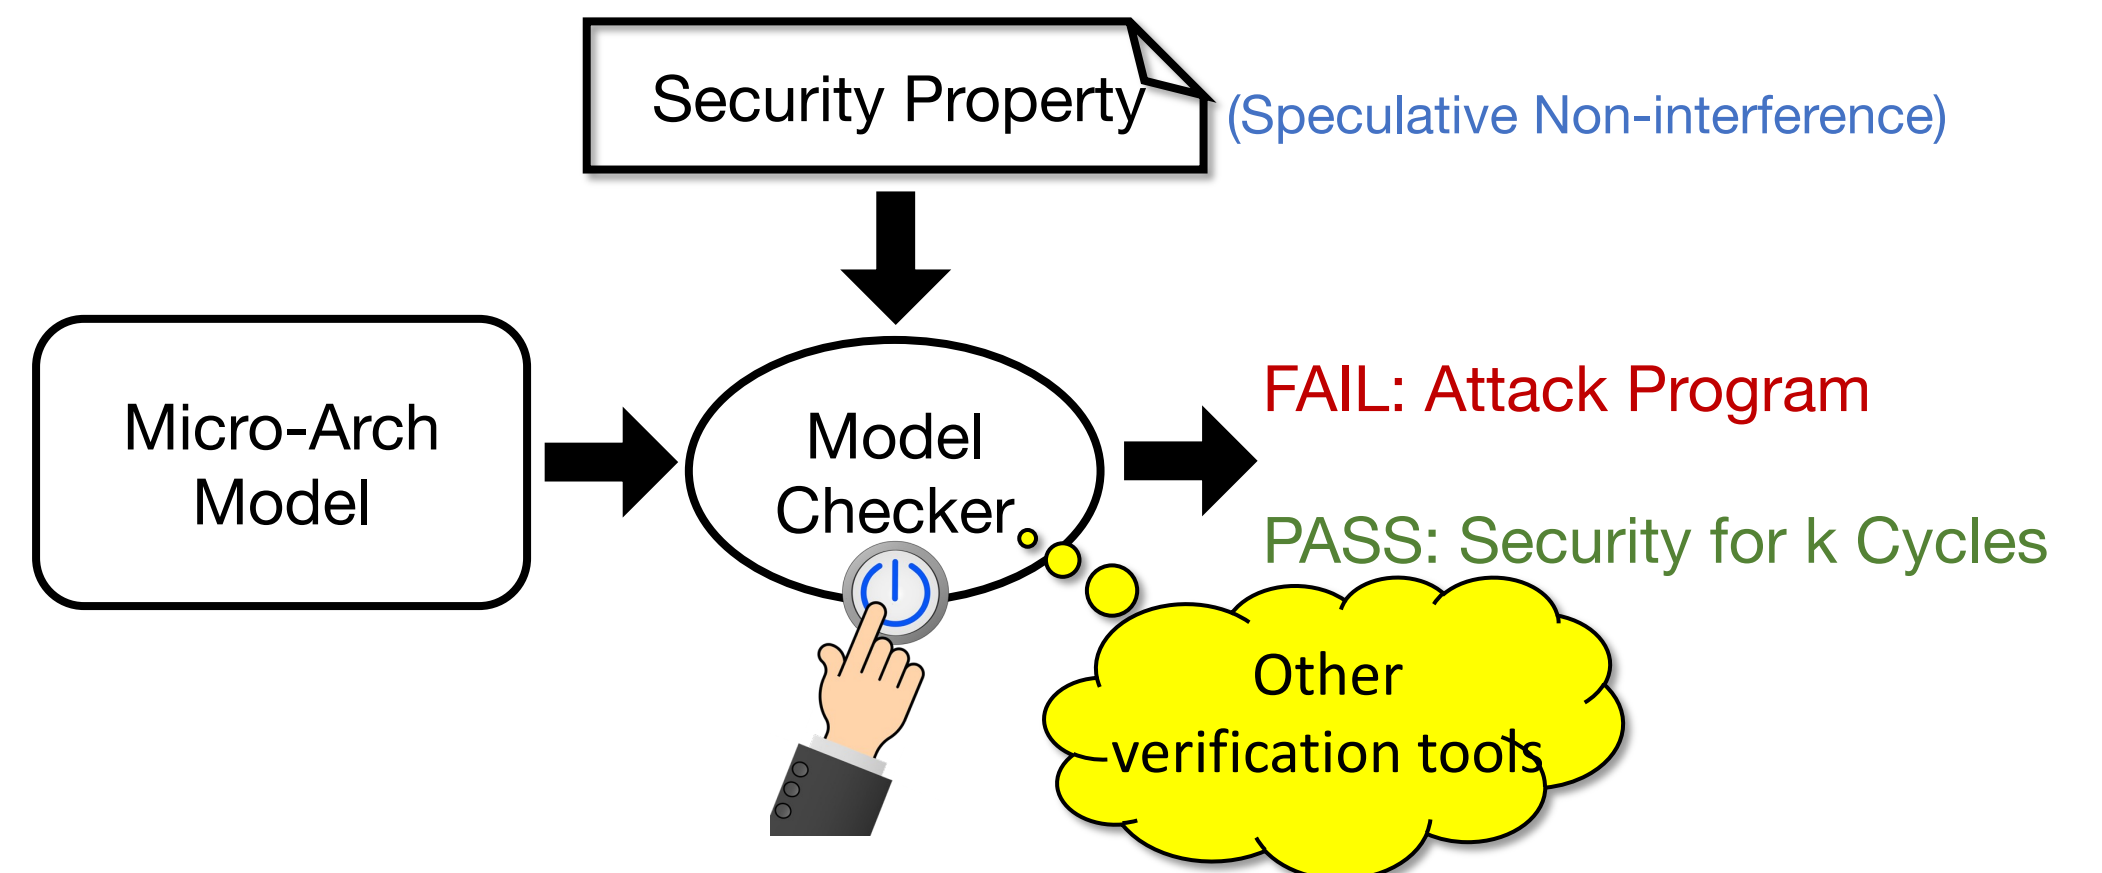 Security Property
(Speculative Non-interference)
Micro-Arch
Model
Model
Checker
FAIL: Attack Program
PASS: Security for k Cycles
Other
verification tools